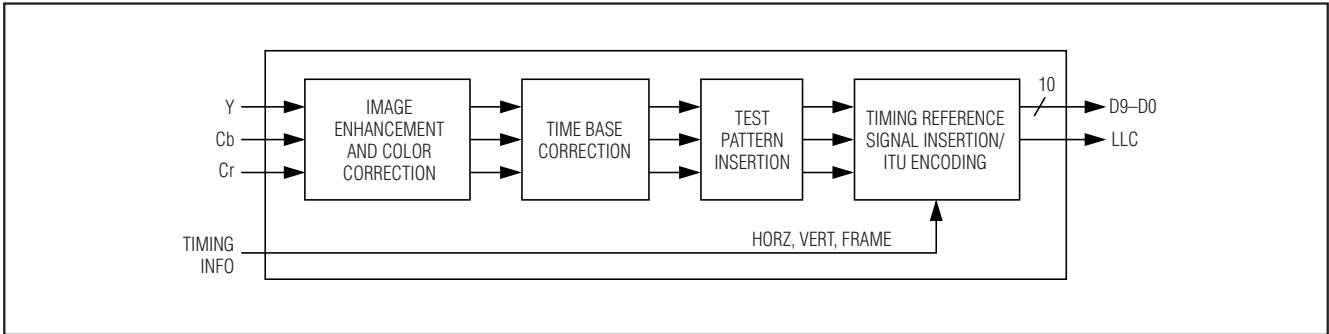 Y
Cb
Cr
TIMING
INFO
IMAGE
ENHANCEMENT
AND COLOR
CORRECTION
TIME BASE
CORRECTION
TEST
PATTERN
INSERTION
TIMING REFERENCE
SIGNAL INSERTION/
ITU ENCODING
HORZ, VERT, FRAME
10
D9–D0
LLC